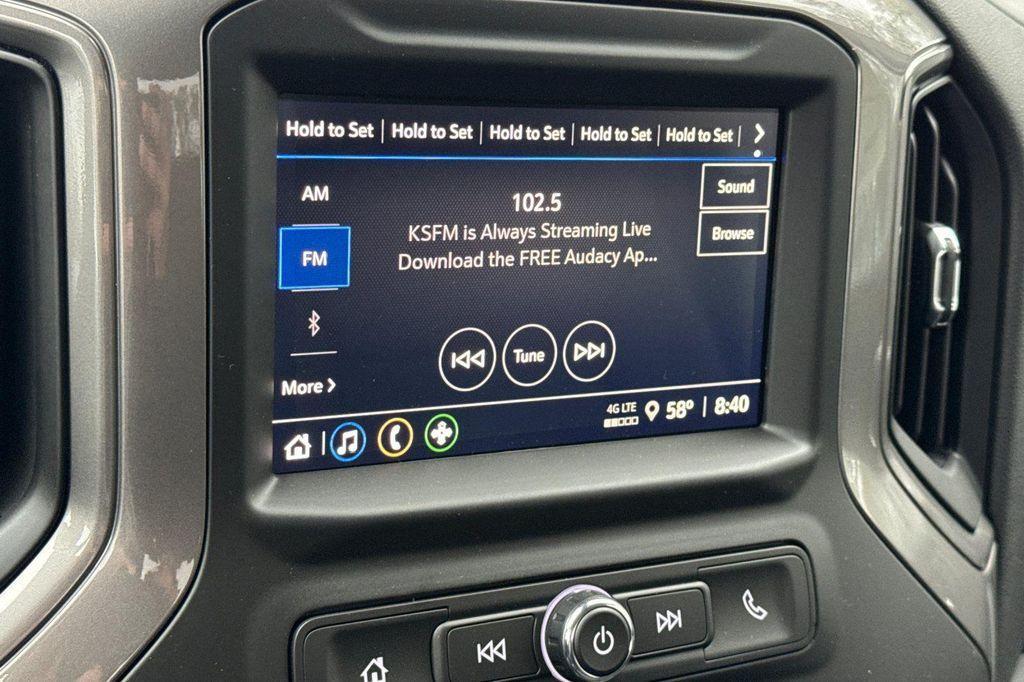 Hold to Set | Hold to Set | Hold to Set | Hold to Set | Hold to Set |
AM
102.5
Sound
KSFM is Always Streaming Live
Browse
FM
Download the FREE Audacy Ap...
Tune
More
4G LTE
58° | 8:40